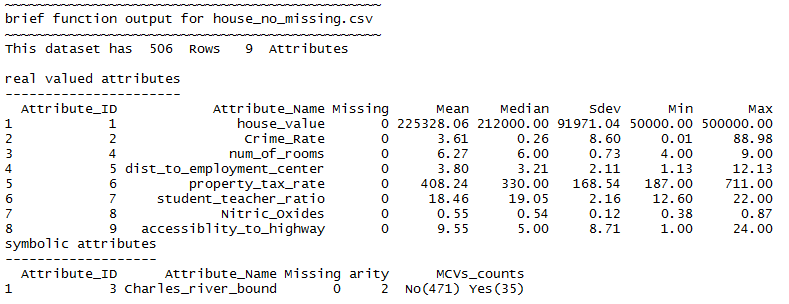 ~~~~~~~~~~~~~~~~~~~~~~~~~~~~~~~~~~~~~~~~~~~~~~~
brief function output for house_no_missing.csv
~~~~~~~~~~~~~~~~~~~~~~~~~~~~~~~~~~~~~~~~~~~~~~~
This dataset has  506  Rows   9  Attributes
real valued attributes
----------------------
Attribute_ID Attribute_Name Missing Mean Median Sdev Min Max
1 1 house_value 0 225328.06 212000.00 91971.04 50000.00 500000.00
2 2 Crime_Rate 0 3.61 0.26 8.60 0.01 88.98
3 4 num_of_rooms 0 6.27 6.00 0.73 4.00 9.00
4 5 dist_to_employment_center 0 3.80 3.21 2.11 1.13 12.13
5 6 property_tax_rate 0 408.24 330.00 168.54 187.00 711.00
6 7 student_teacher_ratio 0 18.46 19.05 2.16 12.60 22.00
7 8 Nitric_Oxides 0 0.55 0.54 0.12 0.38 0.87
8 9 accessiblity_to_highway 0 9.55 5.00 8.71 1.00 24.00
symbolic attributes
-------------------
Attribute_ID Attribute_Name Missing arity MCVs_counts
1 3 Charles_river_bound 0 2 No(471) Yes(35)